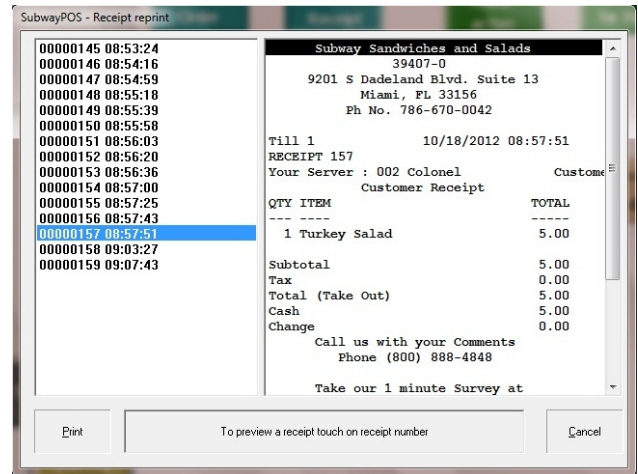 SubwayPOS - Receipt reprint
00000145 08:53:24
00000146 08:54:16
00000147 08:54:59
00000148 08:55:18
00000149 08:55:39
00000150 08:55:58
00000151 08:56:03
00000152 08:56:20
00000153 08:56:36
00000154 08:57:00
00000155 08:57:25
00000156 08:57:43
00000157 08:57:51
00000158 09:03:27
00000159 09:07:43
Subway Sandwiches and Salads
39407-0
9201 S Dadeland Blvd. Suite 13
Miami, FL 33156
Ph No. 786-670-0042
Till 1 10/18/2012 08:57:51
RECEIPT 157
Your Server : 002 Colonel Custome
Customer Receipt
QTY ITEM TOTAL
--- ---- -----
1 Turkey Salad 5.00
Subtotal 5.00
Tax 0.00
Total (Take Out) 5.00
Cash 5.00
Change 0.00
Call us with your Comments
Phone (800) 888-4848
Take our 1 minute Survey at
Print
To preview a receipt touch on receipt number
Cancel